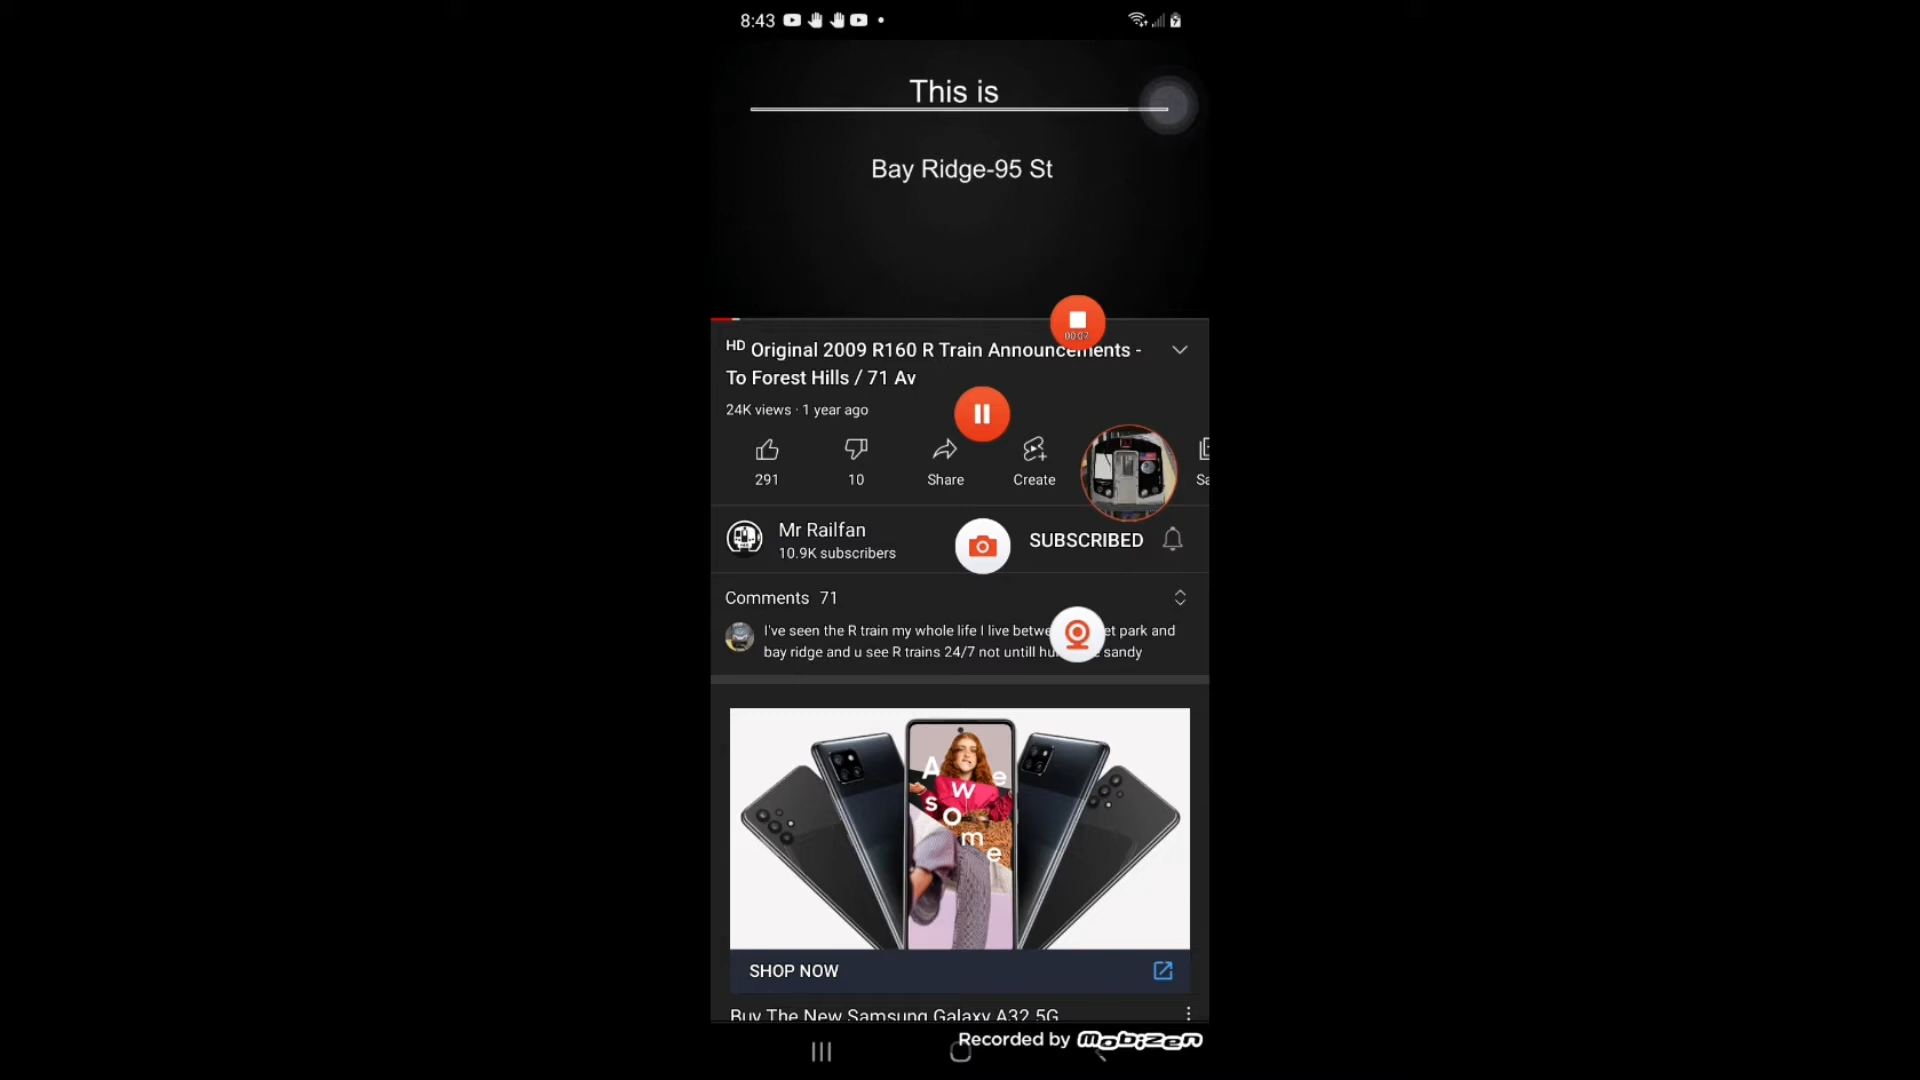 8:43
This is
Bay Ridge-95 St
00:07
HD Original 2009 R160 R Train Announcements -
To Forest Hills / 71 Av
24K views · 1 year ago
291
10
Share
Create
Mr Railfan
10.9K subscribers
SUBSCRIBED
Comments 71
I've seen the R train my whole life I live park and
bay ridge and u see R trains 24/7 not untill sandy
Awesome
SHOP NOW
Buy The New Samsung Galaxy A32 5G
Recorded by Mobizen